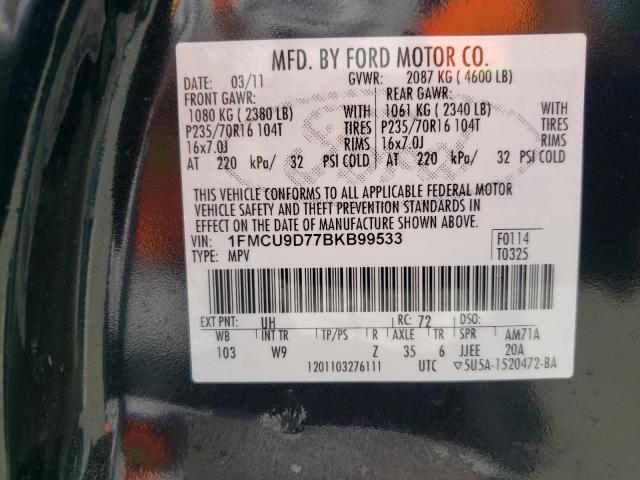 MFD. BY FORD MOTOR CO.
DATE: 03/11 GVWR: 2087 KG ( 4600 LB)
FRONT GAWR: REAR GAWR:
1080 KG ( 2380 LB) WITH 1061 KG ( 2340 LB) WITH
P235/70R16 104T TIRES P235/70R16 104T TIRES
16x7.0J RIMS 16x7.0J RIMS
AT 220 kPa/ 32 PSI COLD AT 220 kPa/ 32 PSI COLD
THIS VEHICLE CONFORMS TO ALL APPLICABLE FEDERAL MOTOR
VEHICLE SAFETY AND THEFT PREVENTION STANDARDS IN
EFFECT ON THE DATE OF MANUFACTURE SHOWN ABOVE.
VIN: 1FMCU9D77BKB99533 F0114
TYPE: MPV T0325
EXT PNT: UH RC: 72 DSO:
WB INT TR TP/PS R AXLE TR SPR AM71A
103 W9 Z 35 6 JJEE 20A
1201103276111 UTC ▽5U5A-1520472-BA